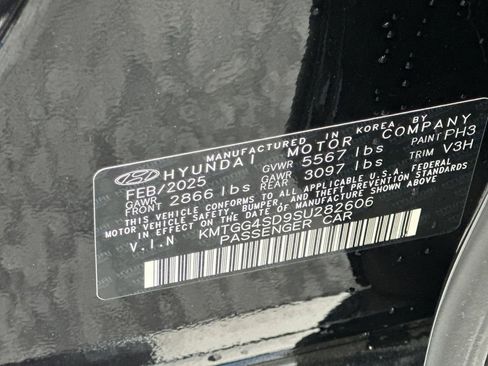 MANUFACTURED IN KOREA BY
HYUNDAI MOTOR COMPANY
FEB/2025 GVWR 5567 lbs PAINT PH3
GAWR FRONT 2866 lbs GAWR REAR 3097 lbs TRIM V3H
THIS VEHICLE CONFORMS TO ALL APPLICABLE FEDERAL
MOTOR VEHICLE SAFETY, BUMPER, AND THEFT PREVENTION STANDARDS
IN EFFECT ON THE DATE OF MANUFACTURE SHOWN ABOVE.
V.I.N KMTGG4SD9SU282606
PASSENGER CAR